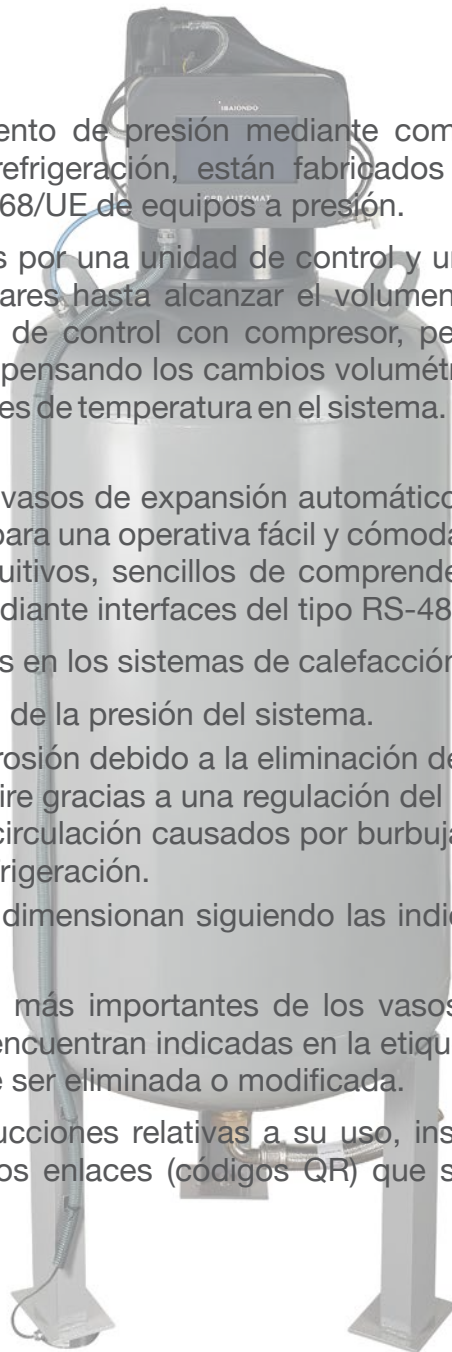 IBAIONDO
ento de presión mediante com
CPB AUTOMAT
refrigeración, están fabricados
68/UE de equipos a presión.
s por una unidad de control y u
ares hasta alcanzar el volumen
de control con compresor, pe
pensando los cambios volumétr
es de temperatura en el sistema.
vasos de expansión automático
para una operativa fácil y cómoda
uitivos, sencillos de comprende
diante interfaces del tipo RS-48
s en los sistemas de calefacción
de la presión del sistema.
rosión debido a la eliminación de
ire gracias a una regulación del
circulación causados por burbuja
frigeración.
dimensionan siguiendo las indic
más importantes de los vasos
encuentran indicadas en la etiqu
e ser eliminada o modificada.
ucciones relativas a su uso, ins
os enlaces (códigos QR) que s